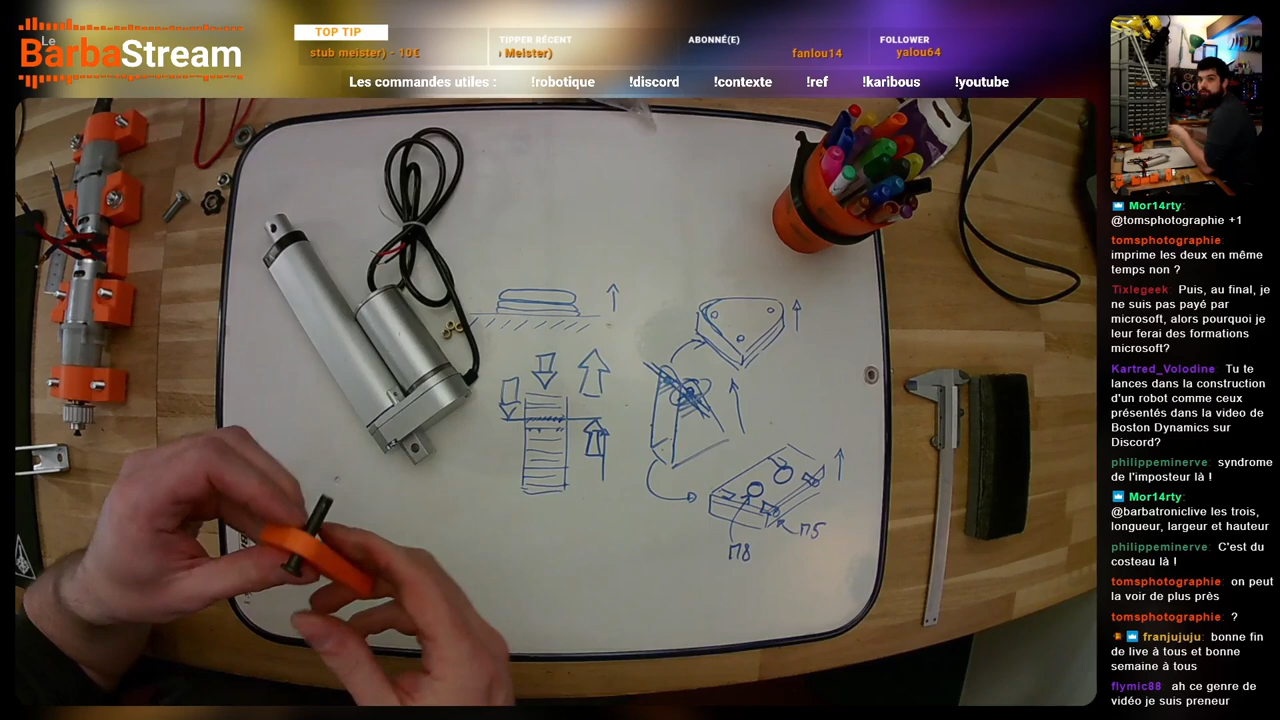 Le
BarbaStream
TOP TIP
stub meister) - 10€
TIPPER RÉCENT
Meister)
ABONNÉ(E)
fanlou14
FOLLOWER
yalou64
Les commandes utiles : !robotique !discord !contexte !ref !karibous !youtube
Mor14rty:
@tomsphotographie +1
tomsphotographie:
imprime les deux en même
temps non ?
Tixlegeek: Puis, au final, je
ne suis pas payé par
microsoft, alors pourquoi je
leur ferai des formations
microsoft?
Kartred_Volodine: Tu te
lances dans la construction
d'un robot comme ceux
présentés dans la video de
Boston Dynamics sur
Discord?
philippeminerve: syndrome
de l'imposteur là !
Mor14rty:
@barbatroniclive les trois,
longueur, largeur et hauteur
philippeminerve: C'est du
costeau là !
tomsphotographie: on peut
la voir de plus près
tomsphotographie: ?
franjujuju: bonne fin
de live à tous et bonne
semaine à tous
flymic88: ah ce genre de
vidéo je suis preneur
M5
M8